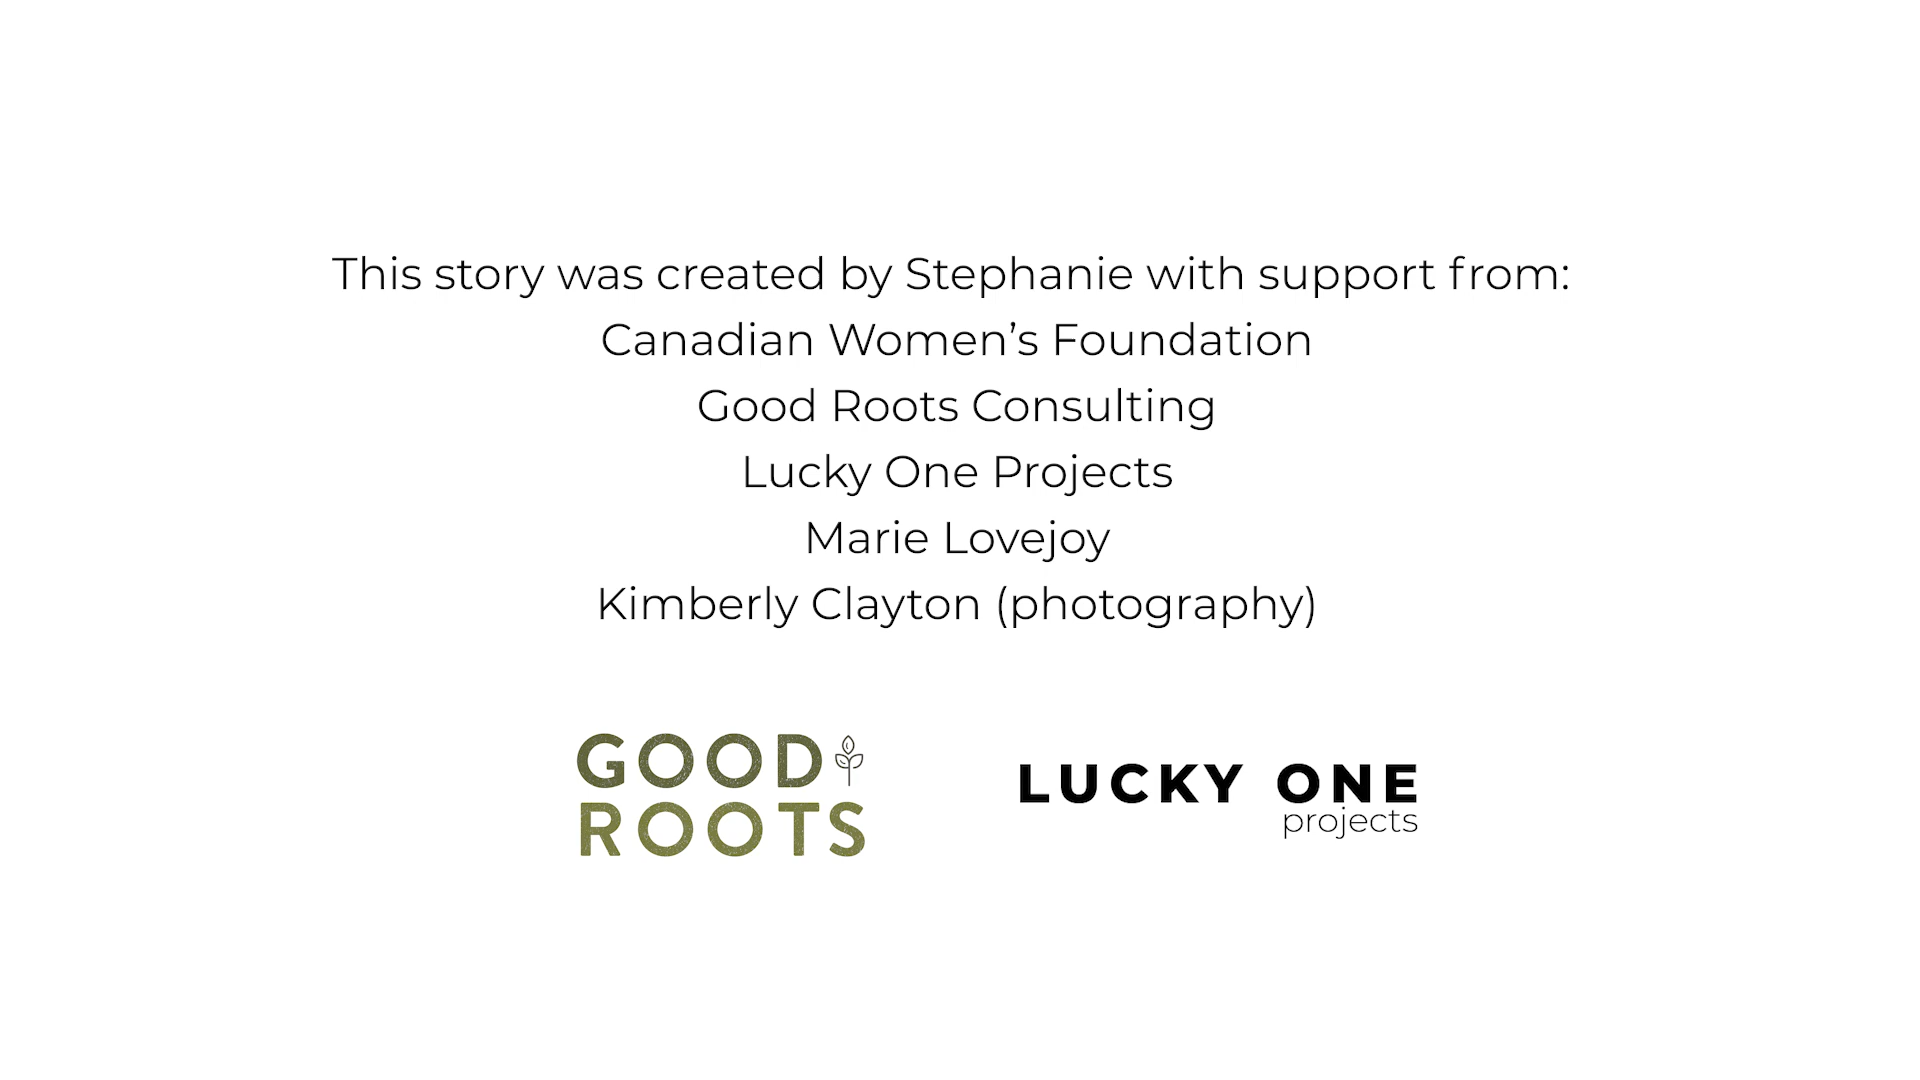 This story was created by Stephanie with support from:
Canadian Women’s Foundation
Good Roots Consulting
Lucky One Projects
Marie Lovejoy
Kimberly Clayton (photography)
GOOD
ROOTS
LUCKY ONE
projects